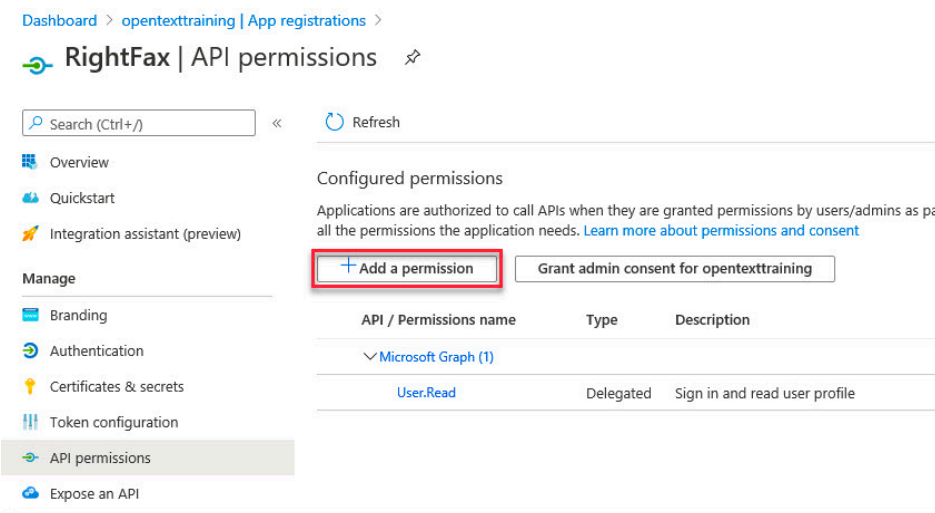 Dashboard > opentexttraining | App registrations >
RightFax | API permissions
Search (Ctrl+/)
«
Refresh
Overview
Quickstart
Integration assistant (preview)
Manage
Branding
Authentication
Certificates & secrets
Token configuration
API permissions
Expose an API
Configured permissions
Applications are authorized to call APIs when they are granted permissions by users/admins as pa
all the permissions the application needs. Learn more about permissions and consent
+ Add a permission
Grant admin consent for opentexttraining
API / Permissions name Type Description
Microsoft Graph (1)
User.Read Delegated Sign in and read user profile